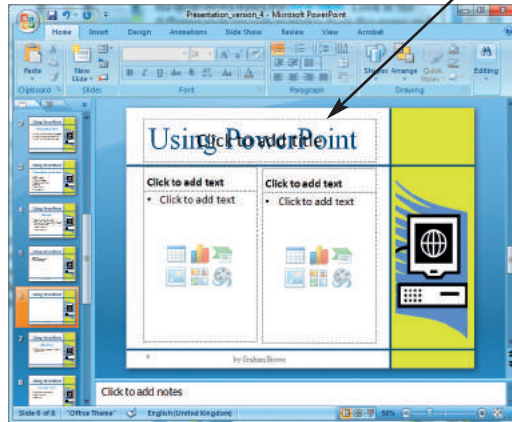 Presentation_version_4 - Microsoft PowerPoint
Home Insert Design Animations Slide Show Review View Acrobat
Paste New Slide Shapes Arrange Quick Styles Editing
Clipboard Slides Font Paragraph Drawing
Using PowerPoint
Click to add title
Click to add text Click to add text
• Click to add text • Click to add text
by Graham Brown
Click to add notes
Slide 6 of 8 "Office Theme" English (United Kingdom) 50%